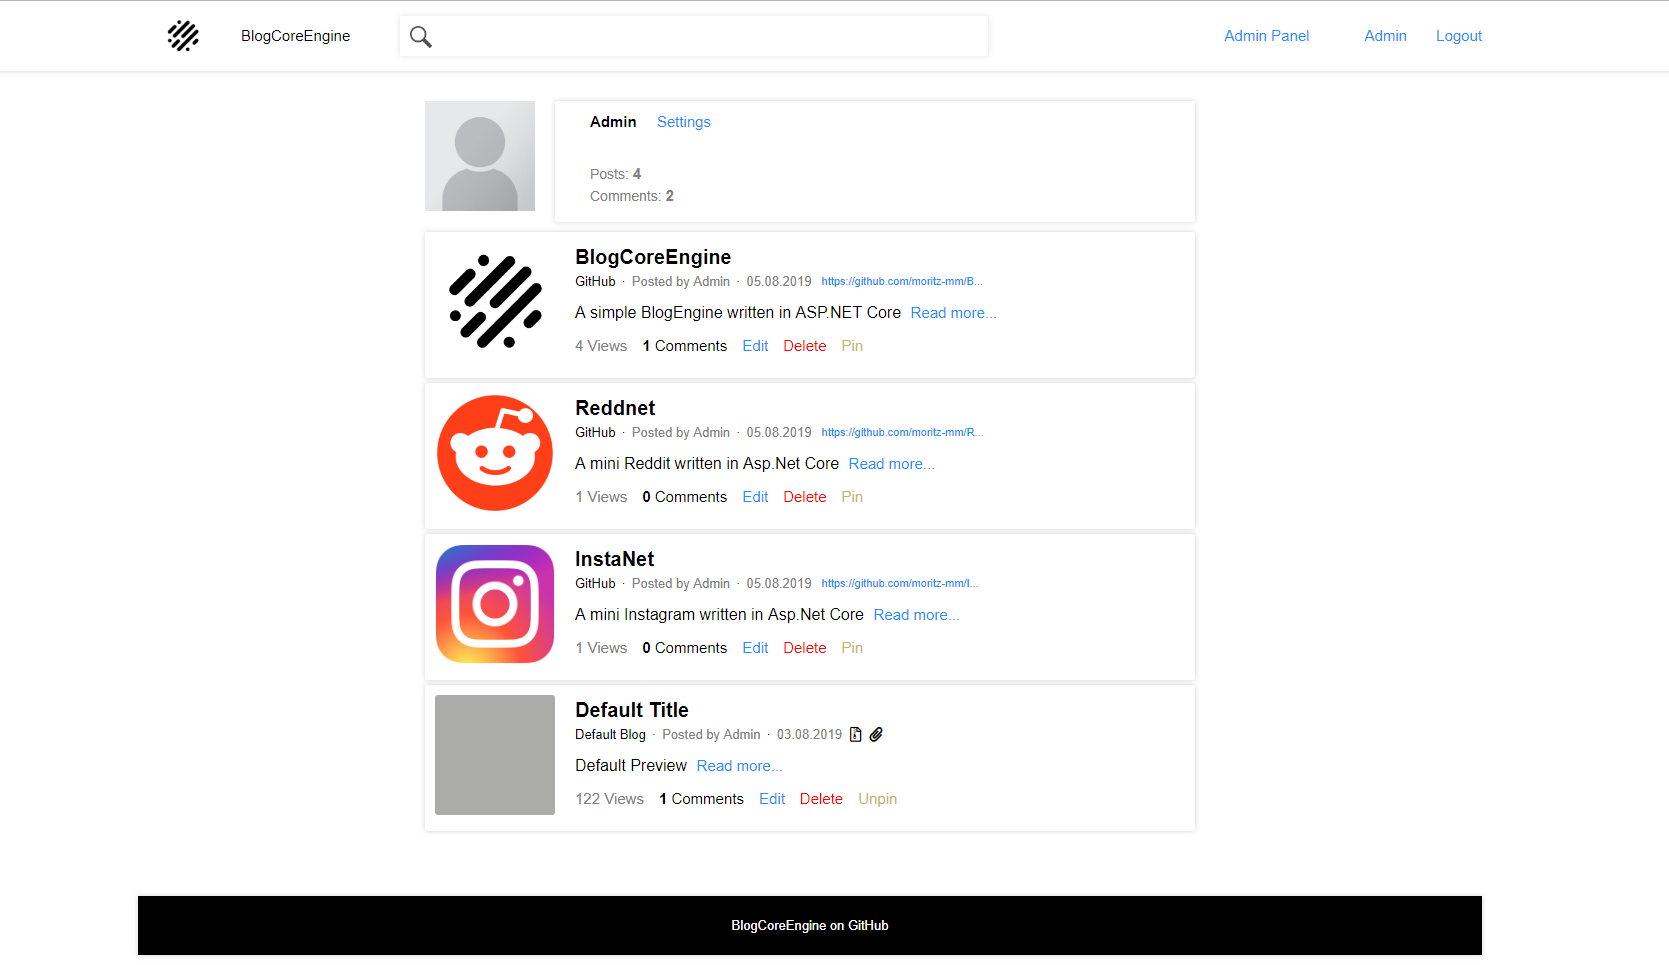 BlogCoreEngine
Admin Panel Admin Logout
Admin Settings
Posts: 4
Comments: 2
BlogCoreEngine
GitHub · Posted by Admin · 05.08.2019 https://github.com/moritz-mm/B...
A simple BlogEngine written in ASP.NET Core Read more...
4 Views 1 Comments Edit Delete Pin
Reddnet
GitHub · Posted by Admin · 05.08.2019 https://github.com/moritz-mm/R...
A mini Reddit written in Asp.Net Core Read more...
1 Views 0 Comments Edit Delete Pin
InstaNet
GitHub · Posted by Admin · 05.08.2019 https://github.com/moritz-mm/I...
A mini Instagram written in Asp.Net Core Read more...
1 Views 0 Comments Edit Delete Pin
Default Title
Default Blog · Posted by Admin · 03.08.2019
Default Preview Read more...
122 Views 1 Comments Edit Delete Unpin
BlogCoreEngine on GitHub